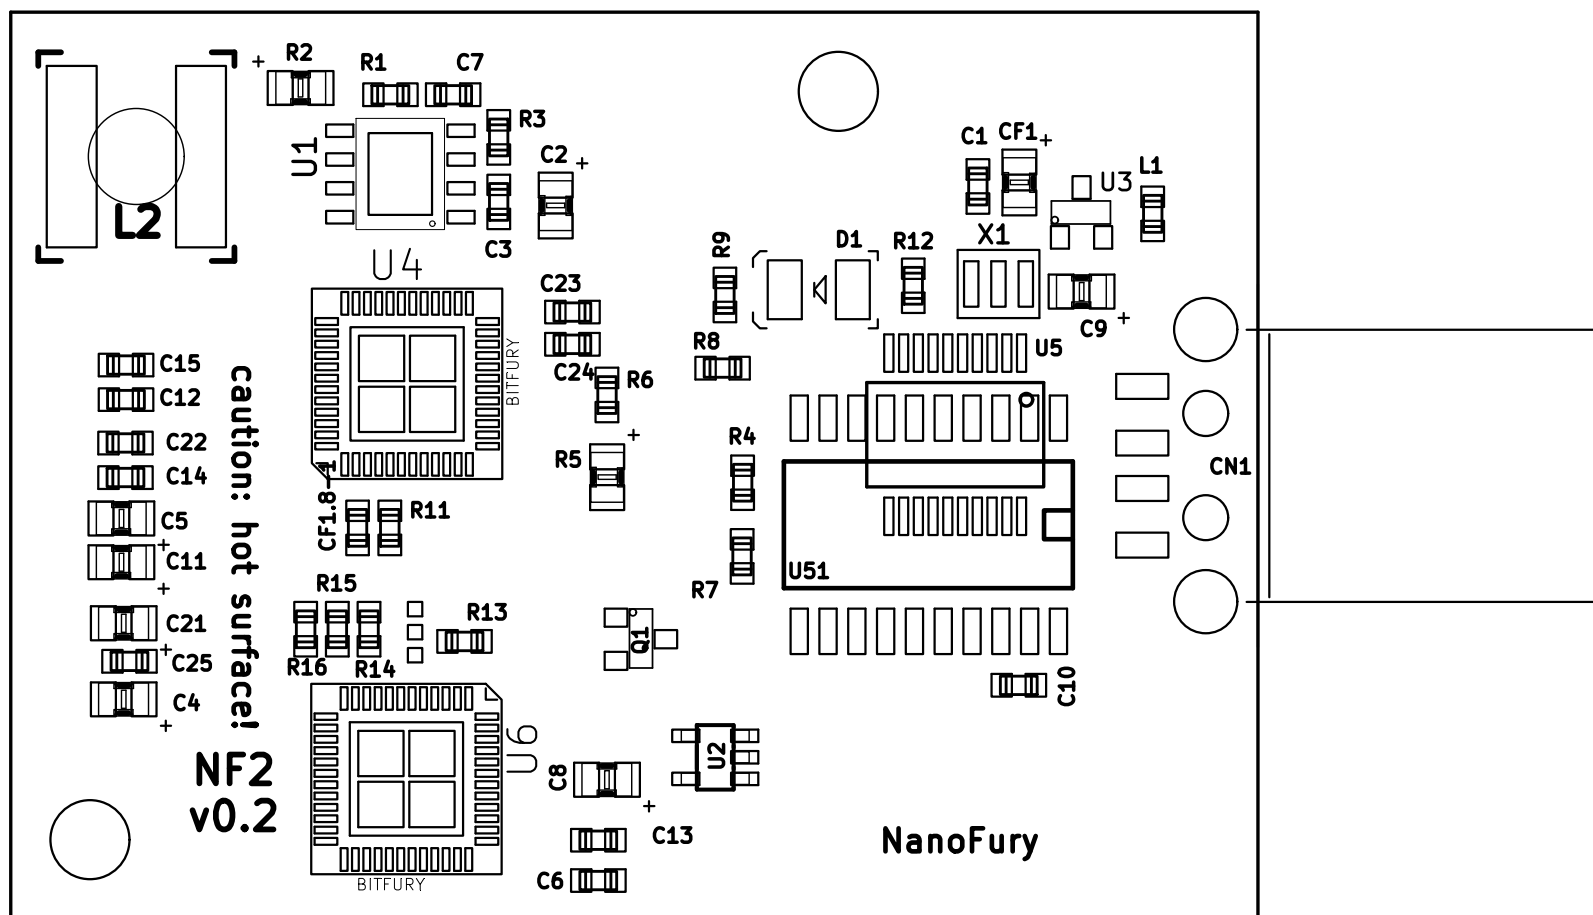 R2
R1
C7
R3
U1
C2
C1
CF1
U3
L1
L2
C3
U4
R9
D1
R12
X1
C23
C9
BITFURY
R8
U5
C15
C24
R6
C12
caution: hot surface!
C22
R4
R5
CN1
C14
CF1.8-1
R11
C5
C11
U51
R7
R15
C21
R13
Q1
R16
R14
C25
C10
C4
U6
U2
NF2
v0.2
C8
C13
NanoFury
C6
BITFURY